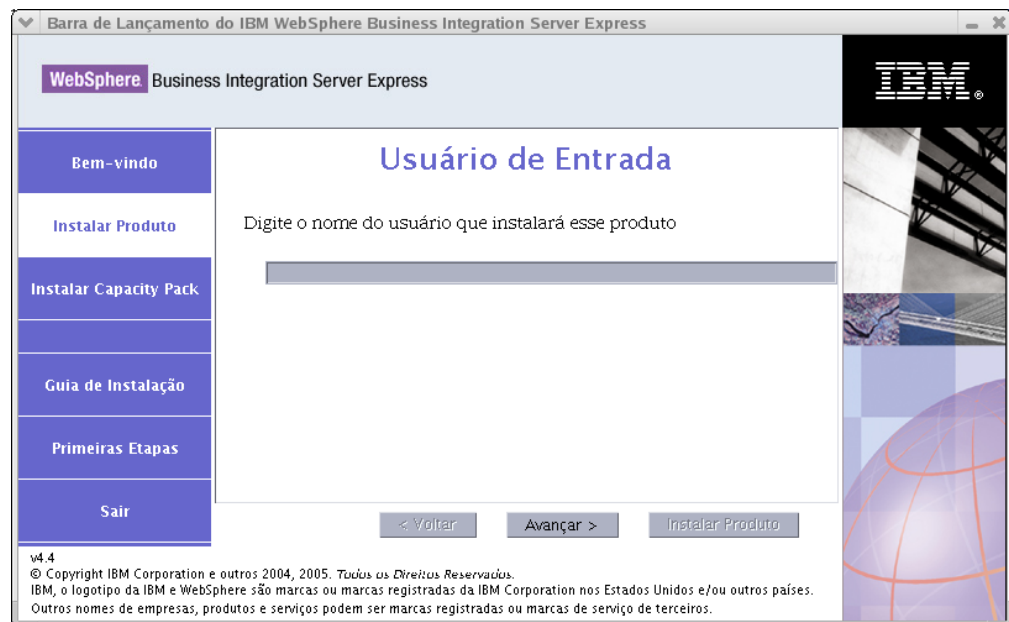 Barra de Lançamento do IBM WebSphere Business Integration Server Express
WebSphere. Business Integration Server Express
IBM®
Bem-vindo
Instalar Produto
Instalar Capacity Pack
Guia de Instalação
Primeiras Etapas
Sair
Usuário de Entrada
Digite o nome do usuário que instalará esse produto
< Voltar
Avançar >
Instalar Produto
v4.4
© Copyright IBM Corporation e outros 2004, 2005. Todos os Direitos Reservados.
IBM, o logotipo da IBM e WebSphere são marcas ou marcas registradas da IBM Corporation nos Estados Unidos e/ou outros países.
Outros nomes de empresas, produtos e serviços podem ser marcas registradas ou marcas de serviço de terceiros.